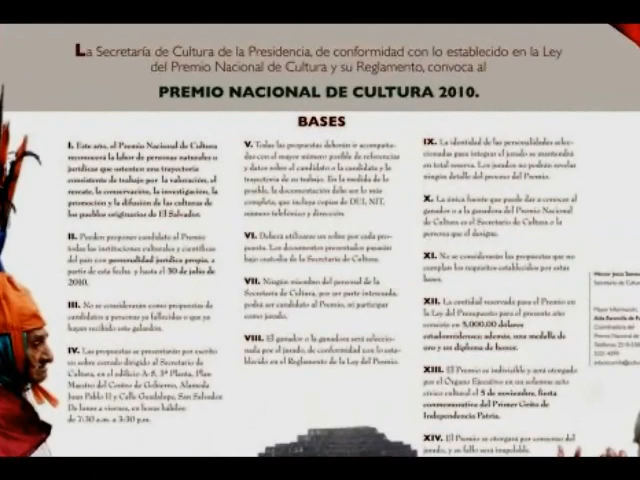 La Secretaría de Cultura de la Presidencia, de conformidad con lo establecido en la Ley
del Premio Nacional de Cultura y su Reglamento, convoca al
PREMIO NACIONAL DE CULTURA 2010.
BASES
I. Este año, el Premio Nacional de Cultura
reconocerá la labor de personas naturales o
jurídicas que ostenten una trayectoria
consistente de trabajo por la valoración, el
rescate, la conservación, la investigación, la
promoción y la difusión de las culturas de
los pueblos originarios de El Salvador.
II. Pueden proponer candidatos al Premio
todas las instituciones culturales y científicas
del país con personalidad jurídica propia, a
partir de esta fecha y hasta el 30 de julio de
2010.
III. No se considerarán como propuestas de
candidatos a personas ya fallecidas o que ya
hayan recibido este galardón.
IV. Las propuestas se presentarán por escrito
en sobre cerrado dirigido al Secretario de
Cultura, en el edificio A-5, 3ª Planta, Plan
Maestro del Centro de Gobierno, Alameda
Juan Pablo II y Calle Guadalupe, San Salvador
De lunes a viernes, en horas hábiles:
de 7:30 a.m. a 3:30 p.m.
V. Todas las propuestas deberán ir acompaña-
das con el mayor número posible de referencias
y datos sobre el candidato o la candidata y la
trayectoria de su trabajo. En la medida de lo
posible, la documentación debe ser lo más
completa, que incluya copias de DUI, NIT,
número telefónico y dirección.
VI. Deberá utilizarse un sobre por cada pro-
puesta. Los documentos presentados pasarán
bajo custodia de la Secretaría de Cultura.
VII. Ningún miembro del personal de la
Secretaría de Cultura, por ser parte interesada,
podrá ser candidato al Premio, ni participar
como jurado.
VIII. El ganador o la ganadora será seleccio-
nada por el jurado, de conformidad con lo esta-
blecido en el Reglamento de la Ley del Premio.
IX. La identidad de las personalidades selec-
cionadas para integrar el jurado se mantendrá
en total reserva. Los jurados no podrán revelar
ningún detalle del proceso del Premio.
X. La única fuente que puede dar a conocer al
ganador o a la ganadora del Premio Nacional
de Cultura es el Secretario de Cultura o la
persona que él designe.
XI. No se considerarán las propuestas que no
cumplan los requisitos establecidos por estas
bases.
XII. La cantidad reservada para el Premio en
la Ley del Presupuesto para el presente año
consiste en 5,000.00 dólares
estadounidenses; además, una medalla de
oro y un diploma de honor.
XIII. El Premio es indivisible y será otorgado
por el Órgano Ejecutivo en un solemne acto
cívico cultural el 5 de noviembre, fiesta
conmemorativa del Primer Grito de
Independencia Patria.
XIV. El Premio se otorgará por consenso del
jurado, y su fallo será inapelable.